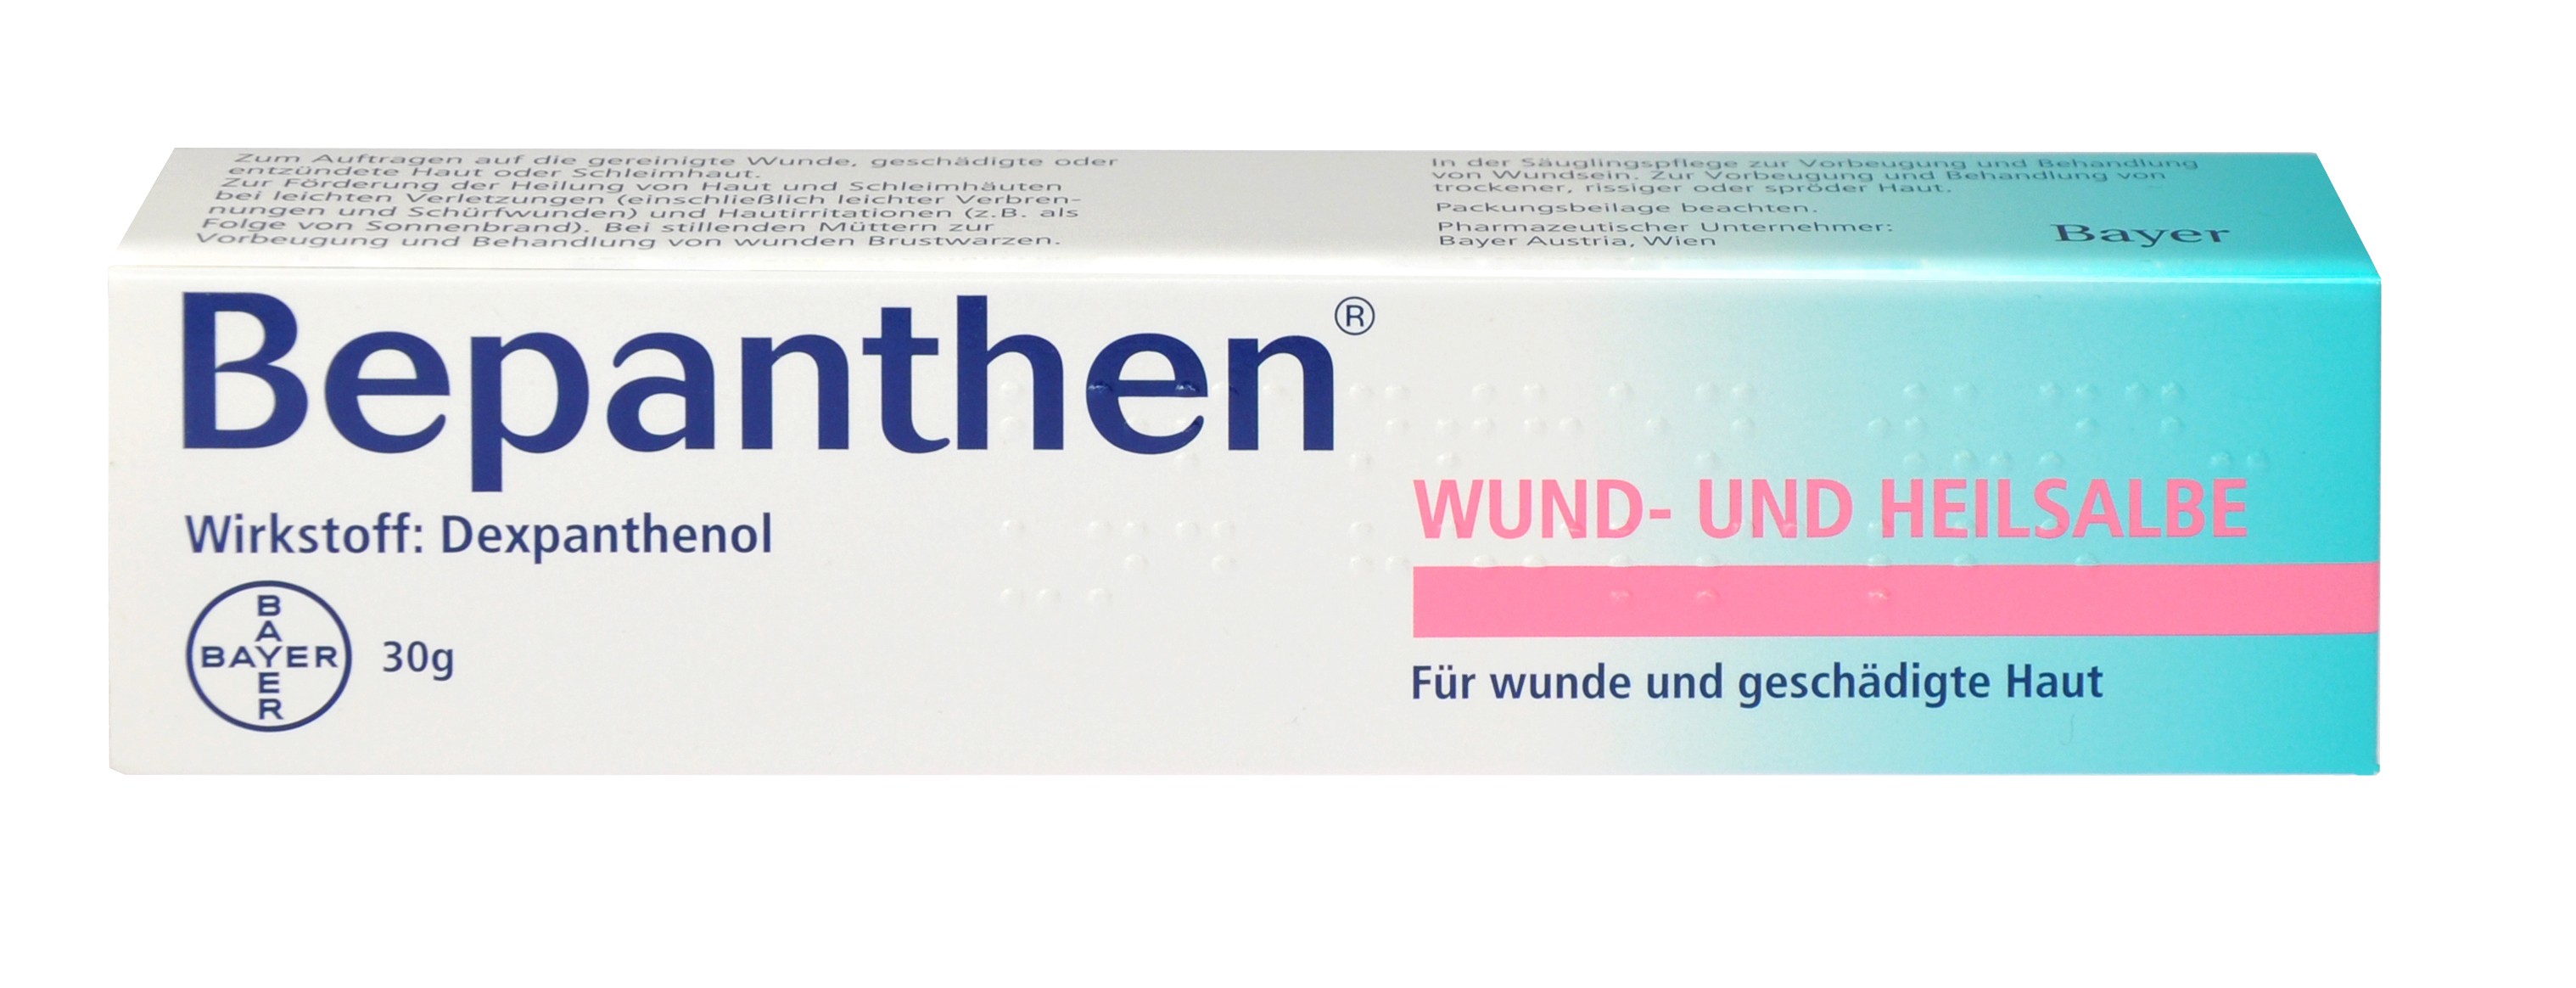 Zum Auftragen auf die gereinigte Wunde, geschädigte oder
entzündete Haut oder Schleimhaut.
Zur Förderung der Heilung von Haut und Schleimhäuten
bei leichten Verletzungen (einschließlich leichter Verbren-
nungen und Schürfwunden) und Hautirritationen (z.B. als
Folge von Sonnenbrand). Bei stillenden Müttern zur
Vorbeugung und Behandlung von wunden Brustwarzen.
In der Säuglingspflege zur Vorbeugung und Behandlung
von Wundsein. Zur Vorbeugung und Behandlung von
trockener, rissiger oder spröder Haut.
Packungsbeilage beachten.
Pharmazeutischer Unternehmer:
Bayer Austria, Wien
Bayer
Bepanthen®
Wirkstoff: Dexpanthenol
BAYER
BAYER
30g
WUND- UND HEILSALBE
Für wunde und geschädigte Haut